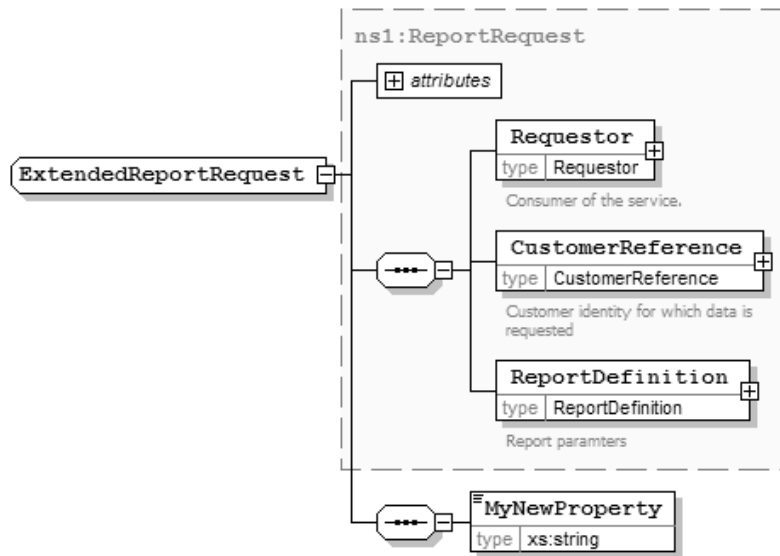 ns1:ReportRequest
attributes
ExtendedReportRequest
Requestor
type Requestor
Consumer of the service.
CustomerReference
type CustomerReference
Customer identity for which data is
requested
ReportDefinition
type ReportDefinition
Report paramters
MyNewProperty
type xs:string